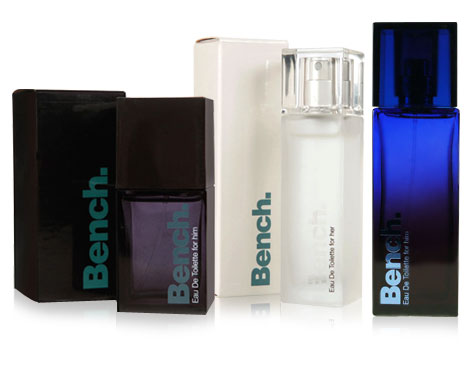 Bench.
Bench.
Eau De Toilette for him
Bench.
Bench.
Eau De Toilette for her
Bench.
Eau De Toilette for him